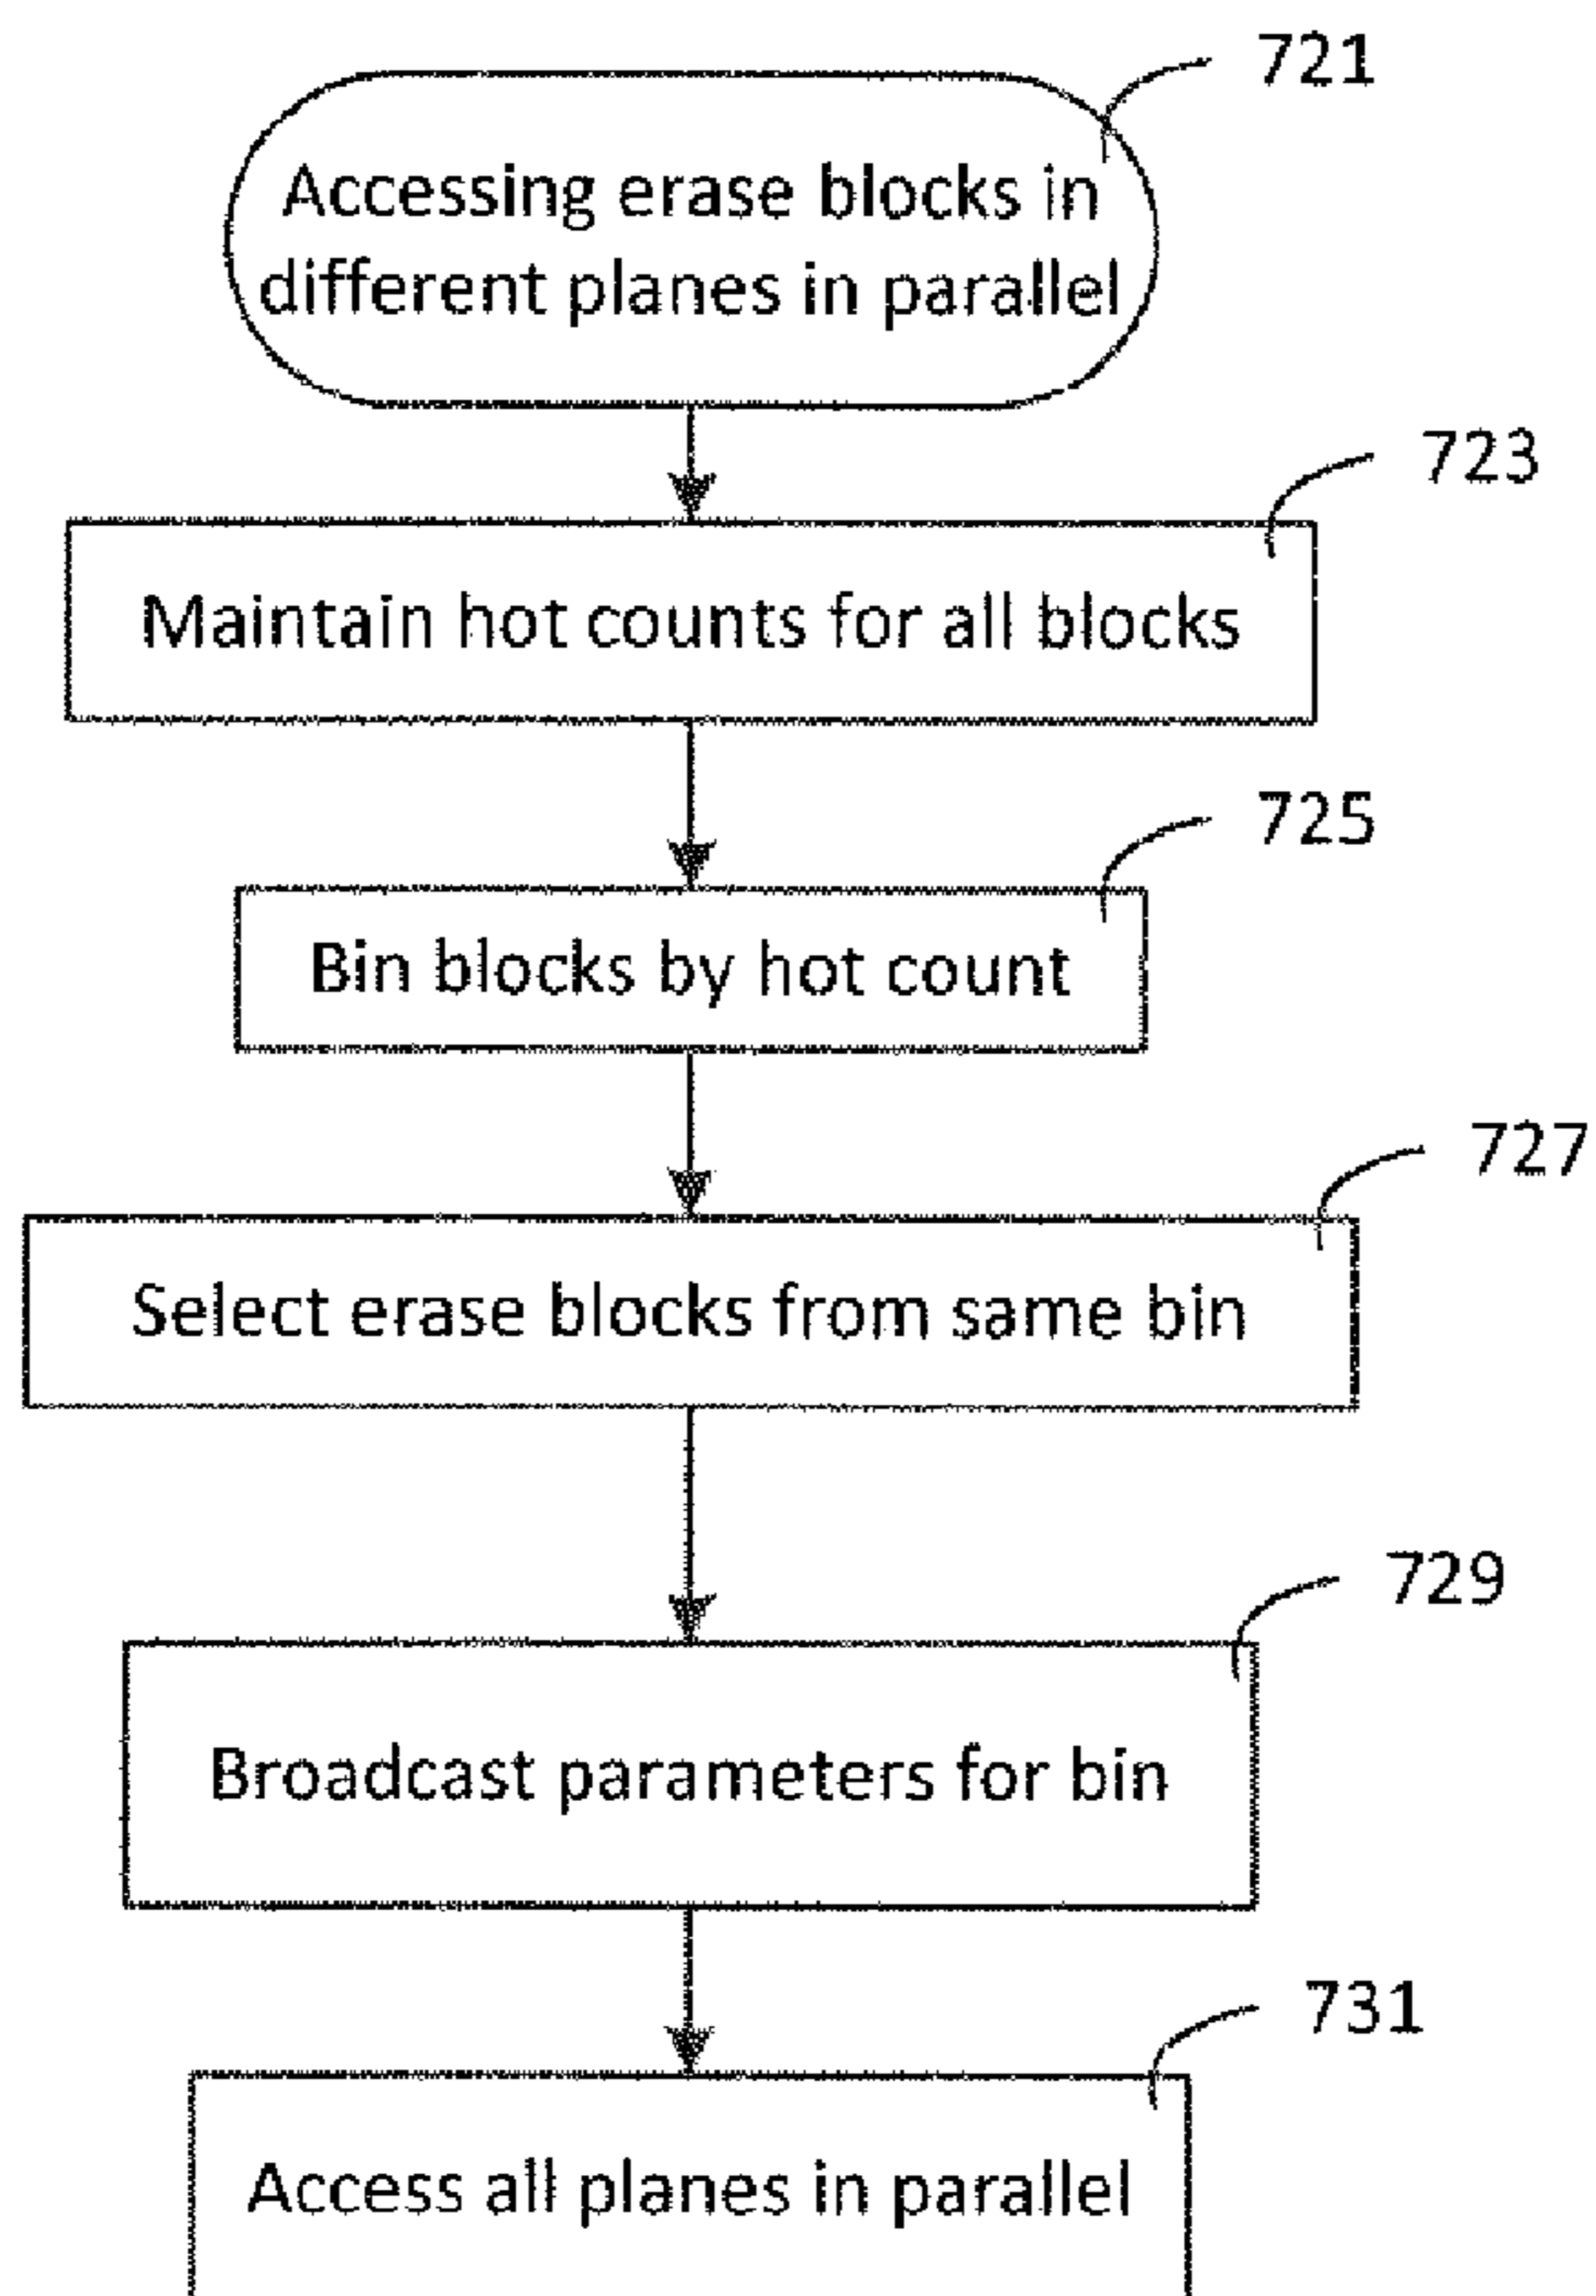 721
Accessing erase blocks in
different planes in parallel
723
Maintain hot counts for all blocks
725
Bin blocks by hot count
727
Select erase blocks from same bin
729
Broadcast parameters for bin
731
Access all planes in parallel